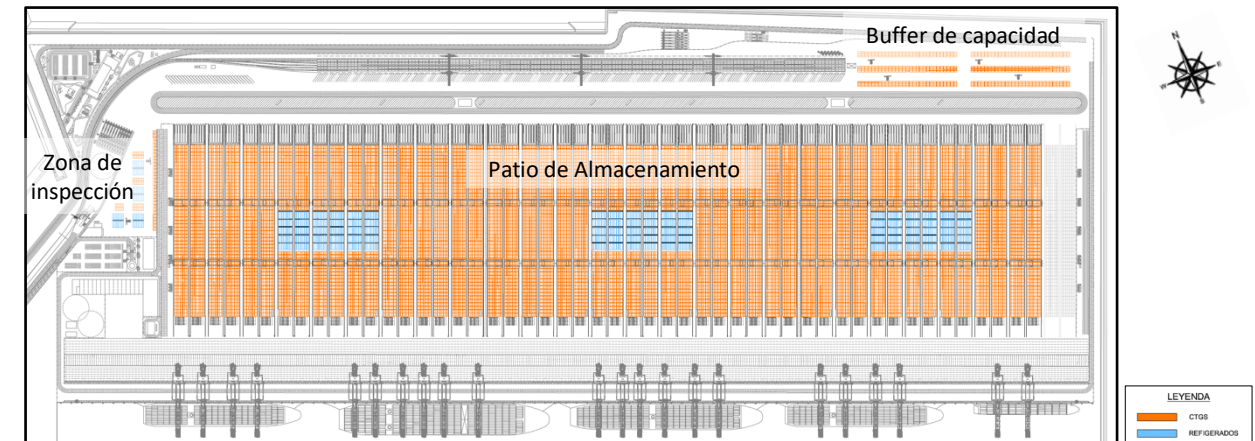 Buffer de capacidad
N
E
W
S
Zona de
inspección
Patio de Almacenamiento
LEYENDA
CTGS
REFIGERADOS